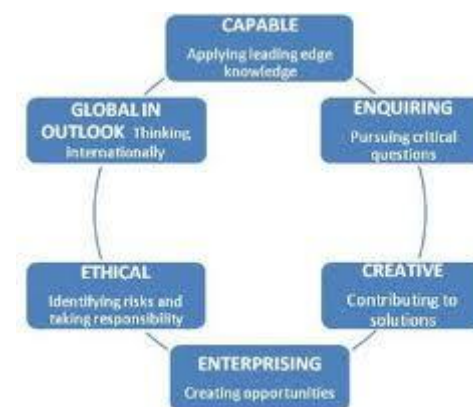 CAPABLE
Applying leading edge
knowledge
ENQUIRING
Pursuing critical
questions
CREATIVE
Contributing to
solutions
ENTERPRISING
Creating opportunities
ETHICAL
Identifying risks and
taking responsibility
GLOBAL IN
OUTLOOK Thinking
internationally